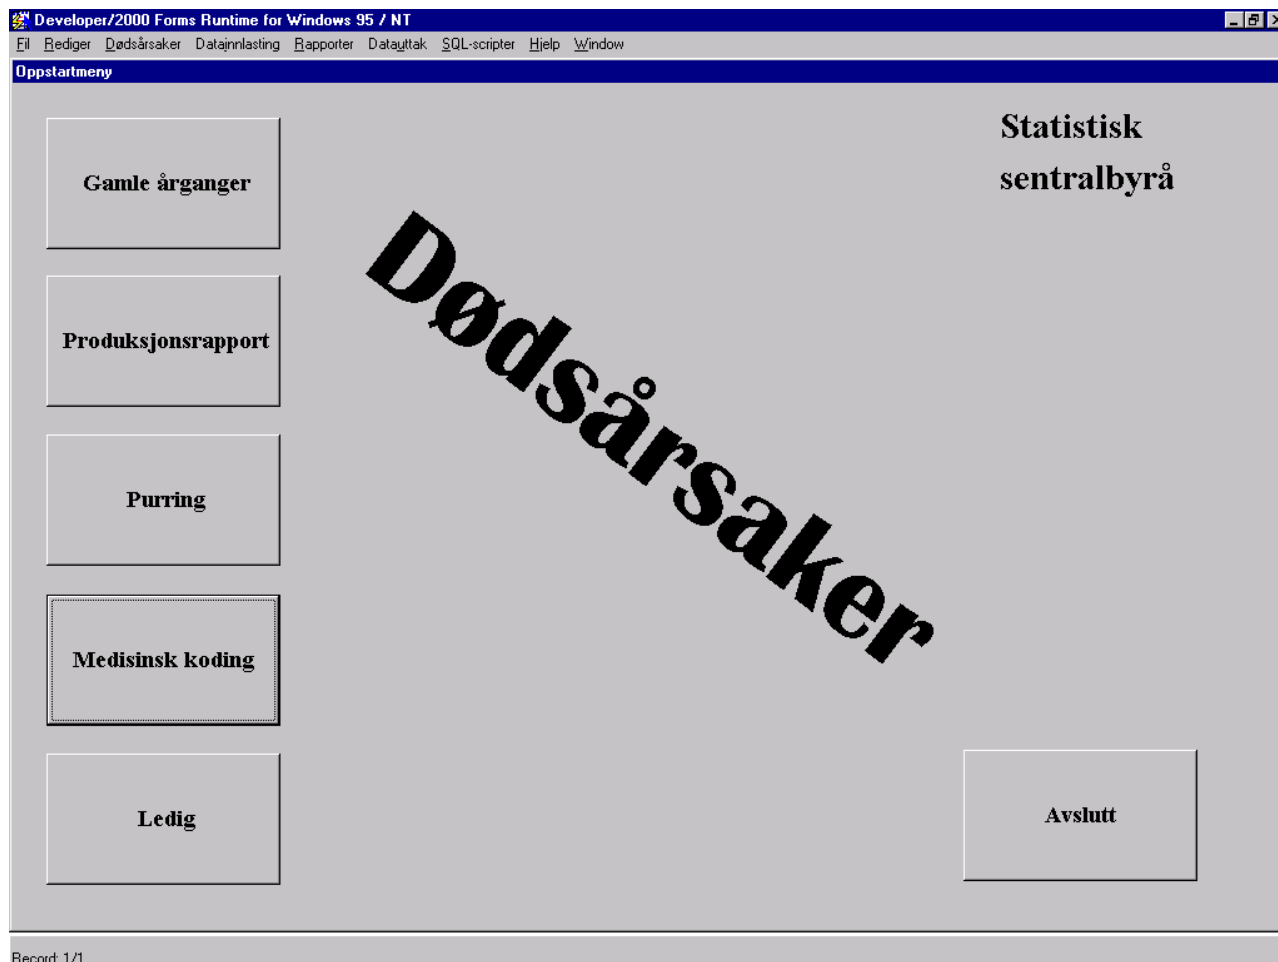 Developer/2000 Forms Runtime for Windows 95 / NT
Fil Rediger Dødsårsaker Datainnlasting Rapporter Datauttak SQL-scripter Hjelp Window
Oppstartmeny
Statistisk
sentralbyrå
Gamle årganger
Produksjonsrapport
Purring
Medisinsk koding
Ledig
Dødsårsaker
Avslutt
Record: 1/1